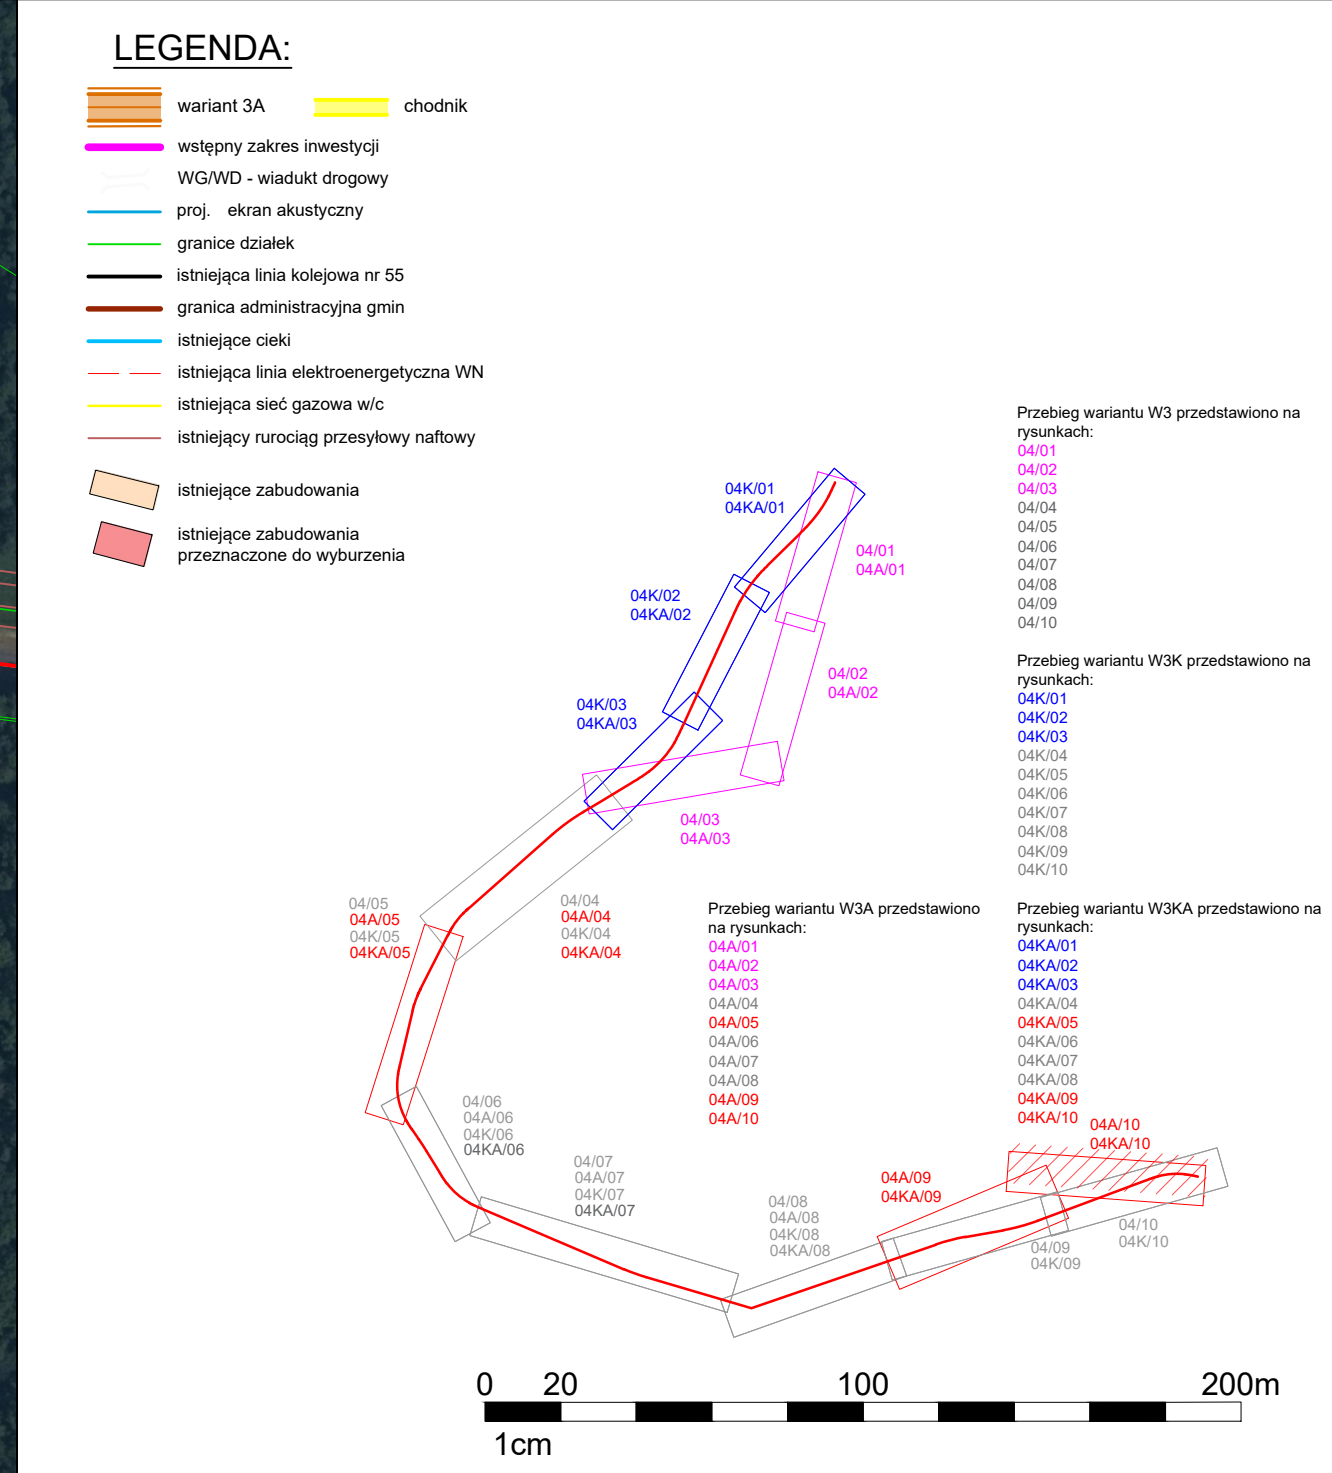 LEGENDA:
wariant 3A
chodnik
wstępny zakres inwestycji
WG/WD - wiadukt drogowy
proj. ekran akustyczny
granice działek
istniejąca linia kolejowa nr 55
granica administracyjna gmin
istniejące cieki
istniejąca linia elektroenergetyczna WN
istniejąca sieć gazowa w/c
istniejący rurociąg przesyłowy naftowy
istniejące zabudowania
istniejące zabudowania
przeznaczone do wyburzenia
04K/01
04KA/01
04/01
04A/01
04K/02
04KA/02
04/02
04A/02
04K/03
04KA/03
04/03
04A/03
04/04
04A/04
04K/04
04KA/04
04/05
04A/05
04K/05
04KA/05
04/06
04A/06
04K/06
04KA/06
04/07
04A/07
04K/07
04KA/07
04/08
04A/08
04K/08
04KA/08
04A/09
04KA/09
04/09
04K/09
04A/10
04KA/10
04/10
04K/10
Przebieg wariantu W3 przedstawiono na
rysunkach:
04/01
04/02
04/03
04/04
04/05
04/06
04/07
04/08
04/09
04/10
Przebieg wariantu W3K przedstawiono na
rysunkach:
04K/01
04K/02
04K/03
04K/04
04K/05
04K/06
04K/07
04K/08
04K/09
04K/10
Przebieg wariantu W3A przedstawiono
na rysunkach:
04A/01
04A/02
04A/03
04A/04
04A/05
04A/06
04A/07
04A/08
04A/09
04A/10
Przebieg wariantu W3KA przedstawiono na
rysunkach:
04KA/01
04KA/02
04KA/03
04KA/04
04KA/05
04KA/06
04KA/07
04KA/08
04KA/09
04KA/10
0 20 100 200m
1cm